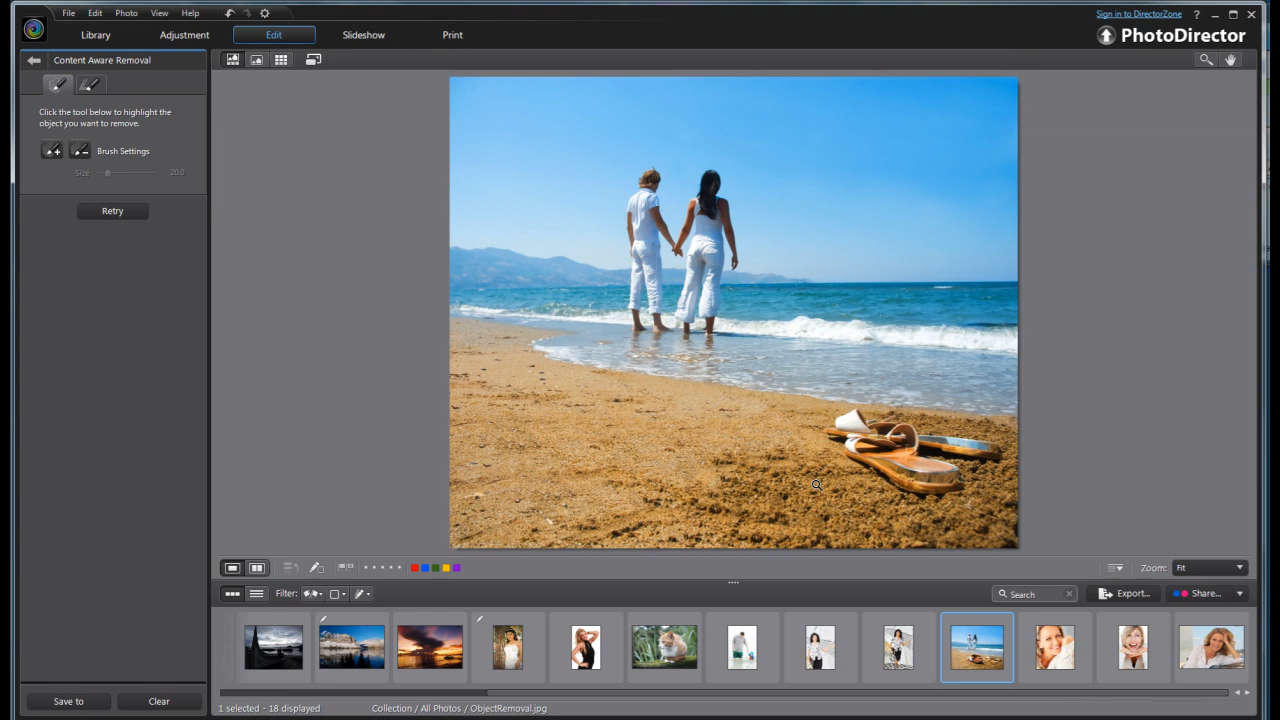 File Edit Photo View Help
Sign in to DirectorZone ?
Library Adjustment Edit Slideshow Print
PhotoDirector
Content Aware Removal
Click the tool below to highlight the
object you want to remove.
Brush Settings
Size 20.0
Retry
Zoom: Fit
Filter:
Search
Export...
Share...
Save to
Clear
1 selected - 18 displayed
Collection / All Photos / ObjectRemoval.jpg